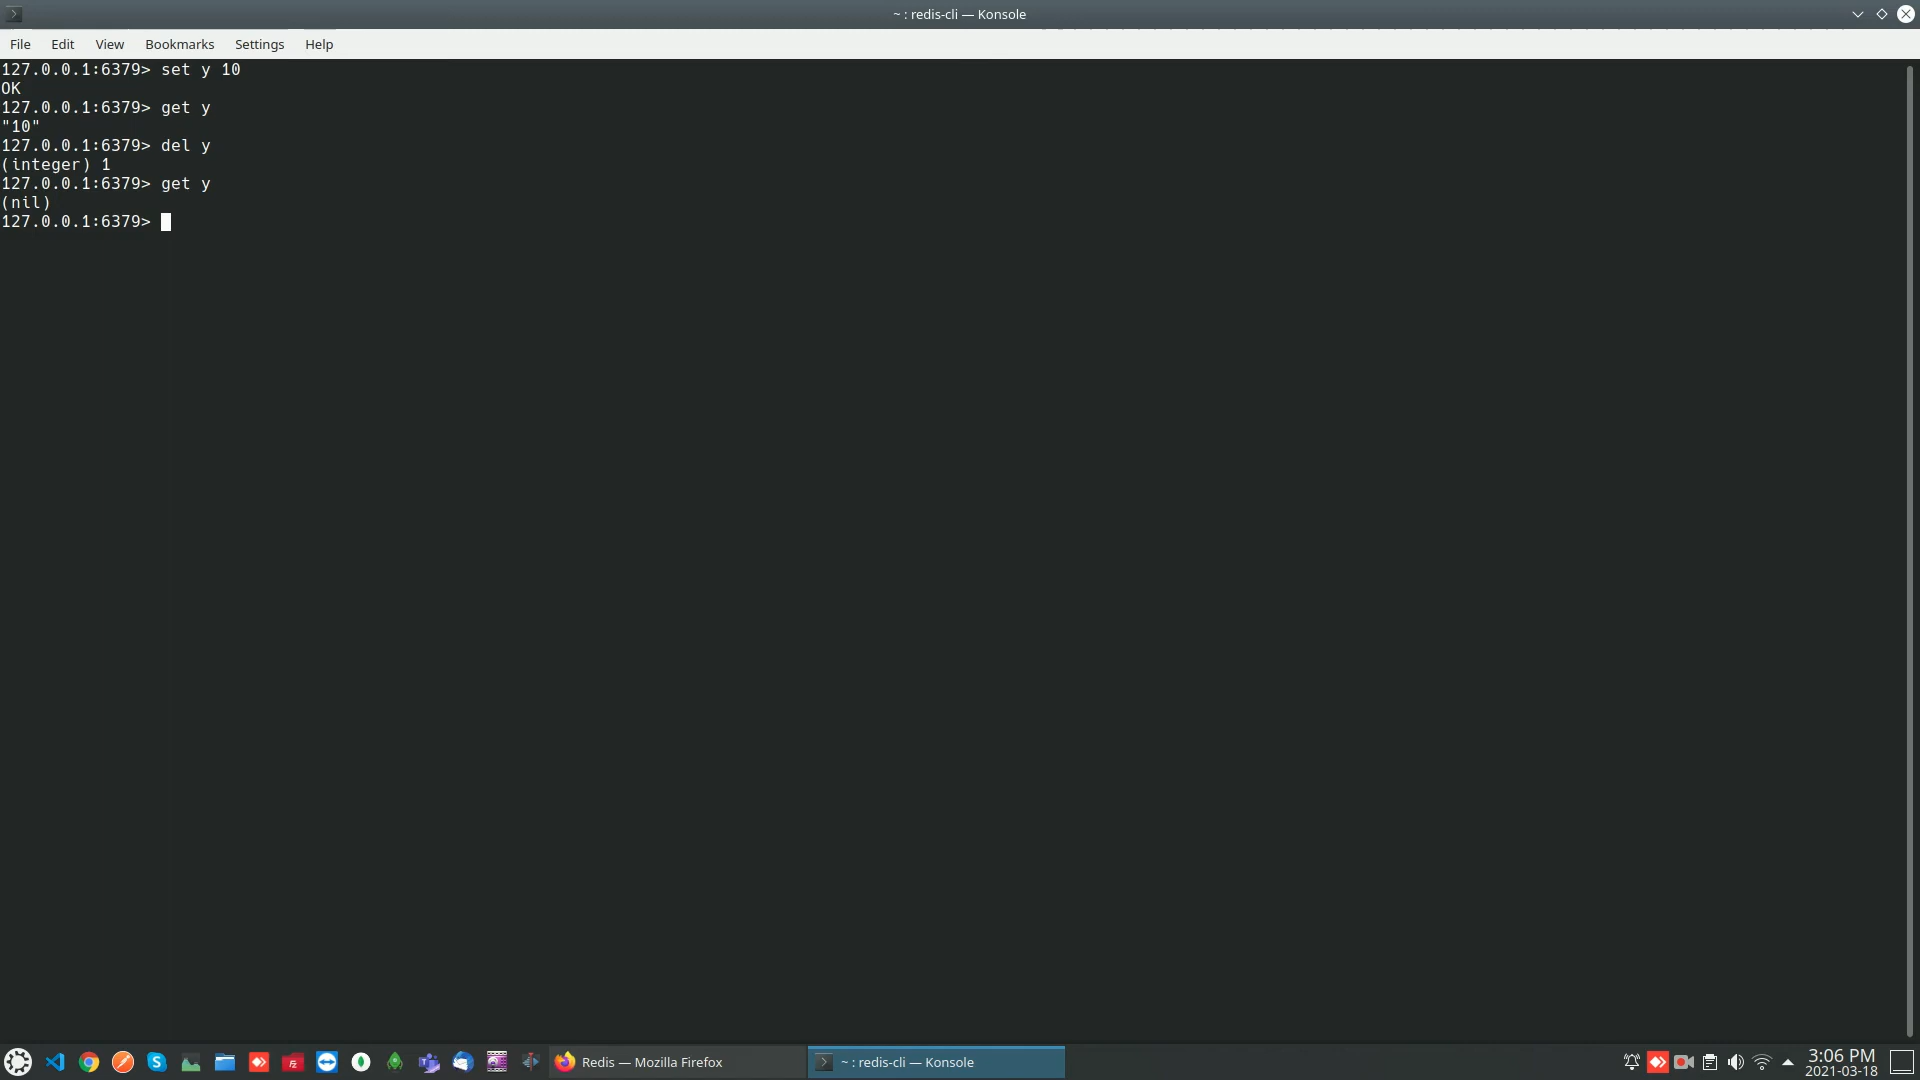 ~ : redis-cli — Konsole
File Edit View Bookmarks Settings Help
127.0.0.1:6379> set y 10
OK
127.0.0.1:6379> get y
"10"
127.0.0.1:6379> del y
(integer) 1
127.0.0.1:6379> get y
(nil)
127.0.0.1:6379>
Redis — Mozilla Firefox
~ : redis-cli — Konsole
3:06 PM
2021-03-18